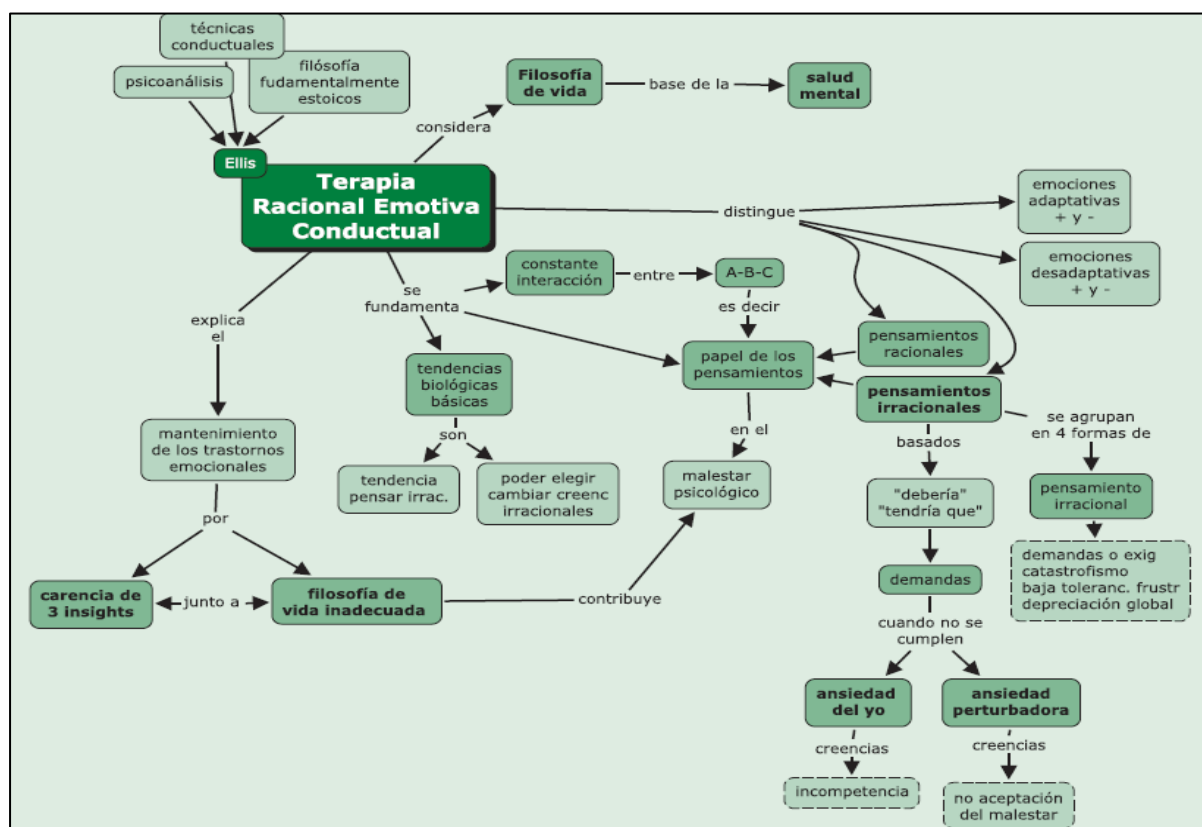 técnicas
conductuales
psicoanálisis
filósofía
fudamentalmente
estoicos
Ellis
considera
Filosofía
de vida
base de la
salud
mental
Terapia
Racional Emotiva
Conductual
distingue
emociones
adaptativas
+ y -
emociones
desadaptativas
+ y -
se
fundamenta
constante
interacción
entre
A-B-C
es decir
explica
el
pensamientos
racionales
papel de los
pensamientos
tendencias
biológicas
básicas
pensamientos
irracionales
son
en el
basados
se agrupan
en 4 formas de
mantenimiento
de los trastornos
emocionales
tendencia
pensar irrac.
poder elegir
cambiar creenc
irracionales
malestar
psicológico
"debería"
"tendría que"
pensamiento
irracional
por
demandas
demandas o exig
catastrofismo
baja toleranc. frustr
depreciación global
carencia de
3 insights
junto a
filosofía de
vida inadecuada
contribuye
cuando no se
cumplen
ansiedad
del yo
ansiedad
perturbadora
creencias
creencias
incompetencia
no aceptación
del malestar